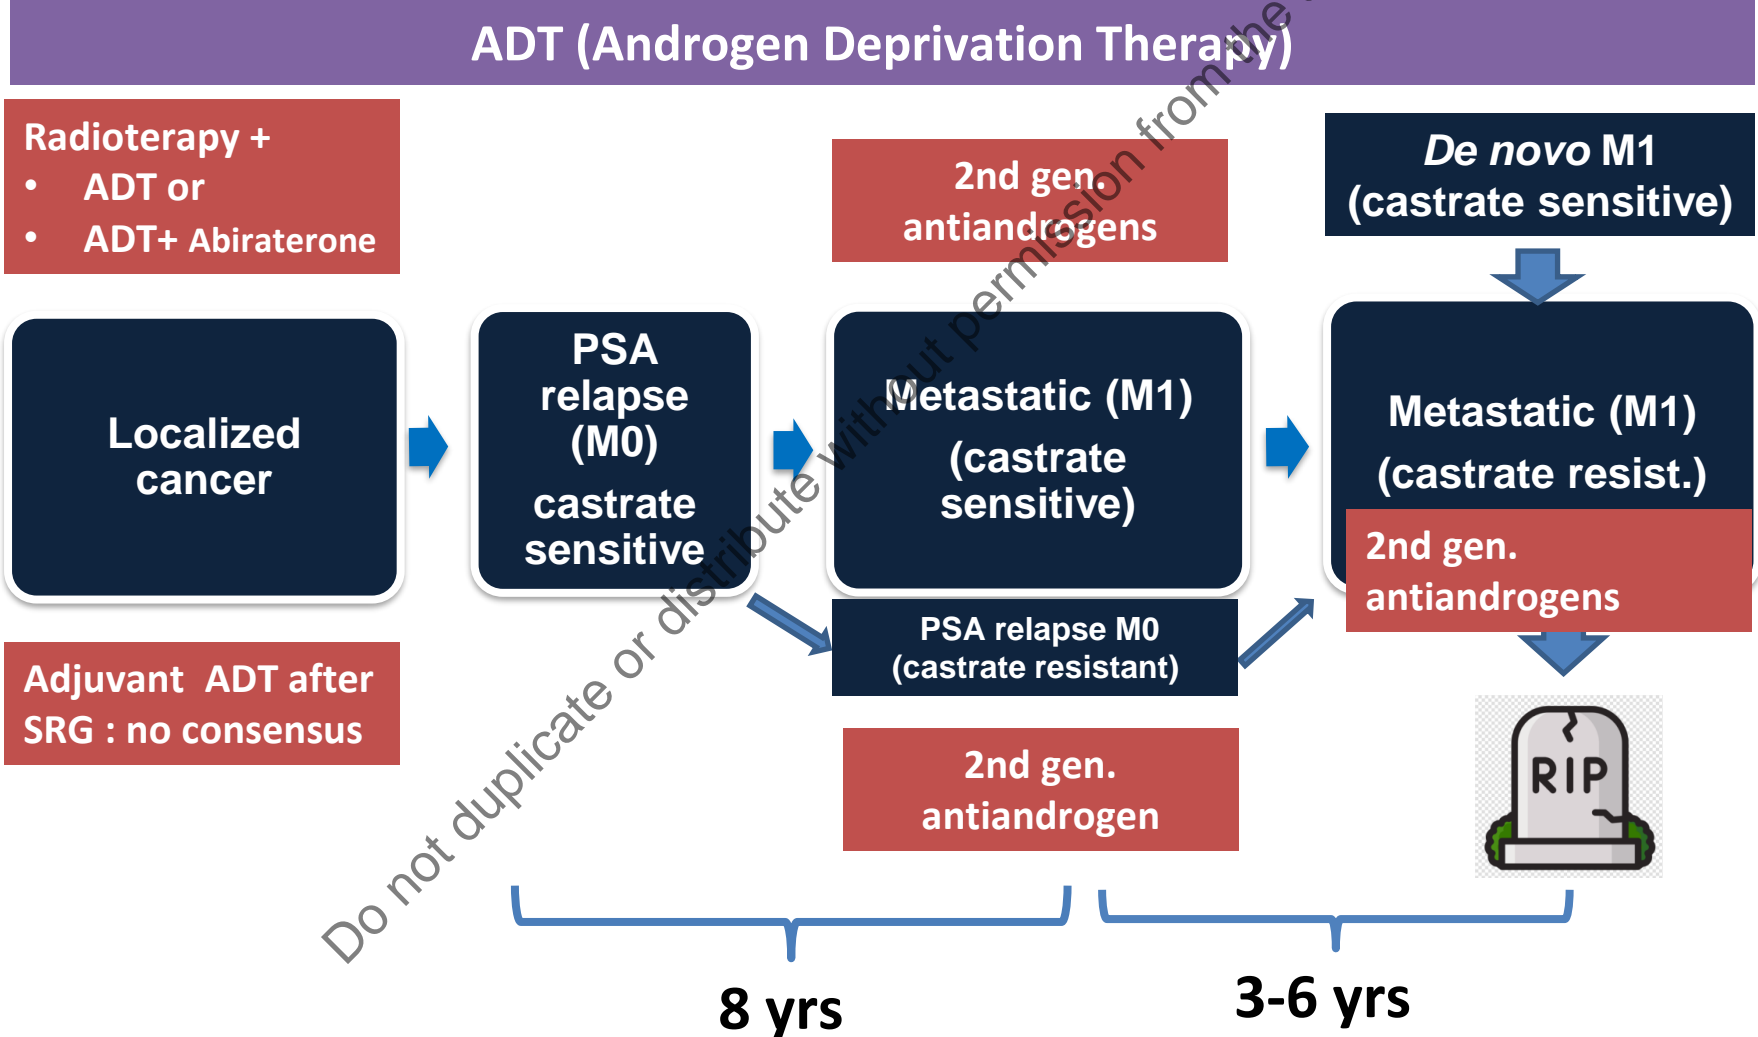 ADT (Androgen Deprivation Therapy)
Radioterapy +
• ADT or
• ADT+ Abiraterone
2nd gen.
antiandrogens
De novo M1
(castrate sensitive)
Localized
cancer
PSA
relapse
(M0)
castrate
sensitive
Metastatic (M1)
(castrate
sensitive)
Metastatic (M1)
(castrate resist.)
2nd gen.
antiandrogens
PSA relapse M0
(castrate resistant)
Adjuvant ADT after
SRG : no consensus
2nd gen.
antiandrogen
RIP
8 yrs
3-6 yrs
Do not duplicate or distribute without permission from the